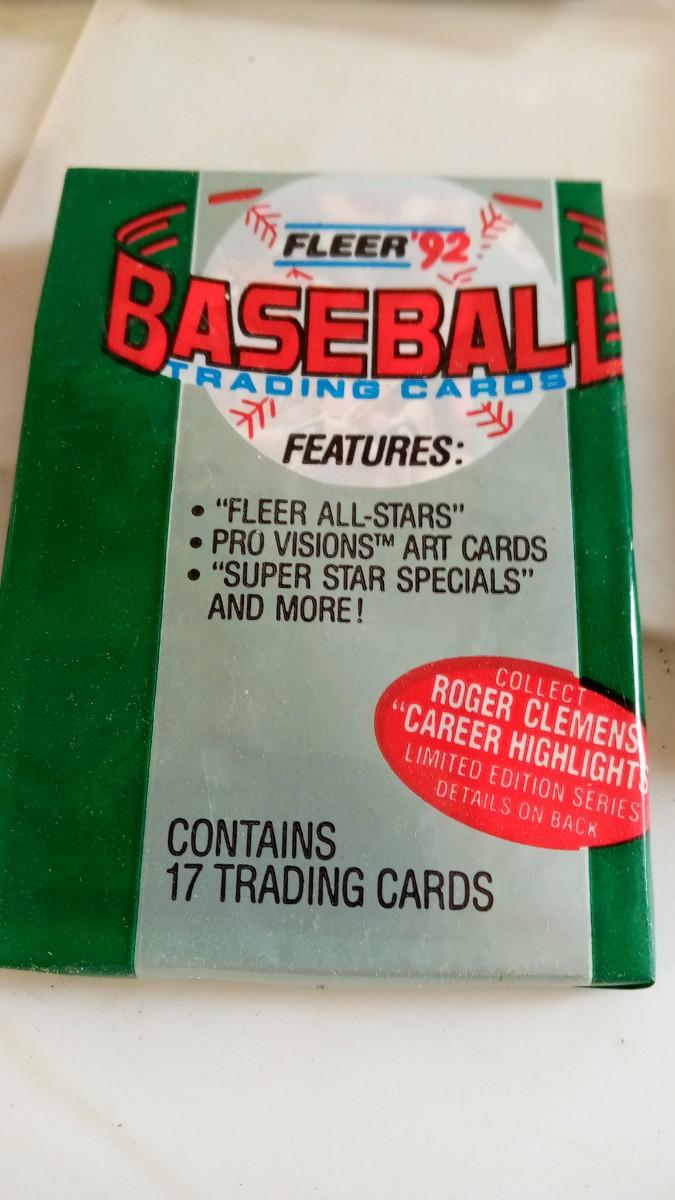 FLEER '92
BASEBALL
TRADING CARDS
FEATURES:
• "FLEER ALL-STARS"
• PRO VISIONS™ ART CARDS
• "SUPER STAR SPECIALS"
AND MORE!
COLLECT
ROGER CLEMENS
"CAREER HIGHLIGHTS
LIMITED EDITION SERIES
DETAILS ON BACK
CONTAINS
17 TRADING CARDS